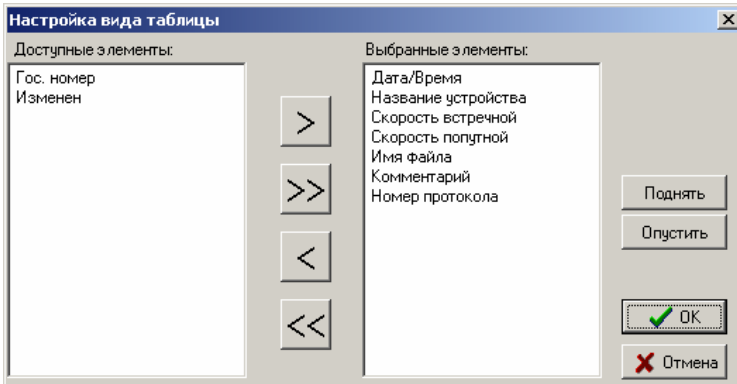 Настройка вида таблицы
Доступные элементы:
Гос. номер
Изменен
>
>>
<
<<
Выбранные элементы:
Дата/Время
Название устройства
Скорость встречной
Скорость попутной
Имя файла
Комментарий
Номер протокола
Поднять
Опустить
OK
Отмена